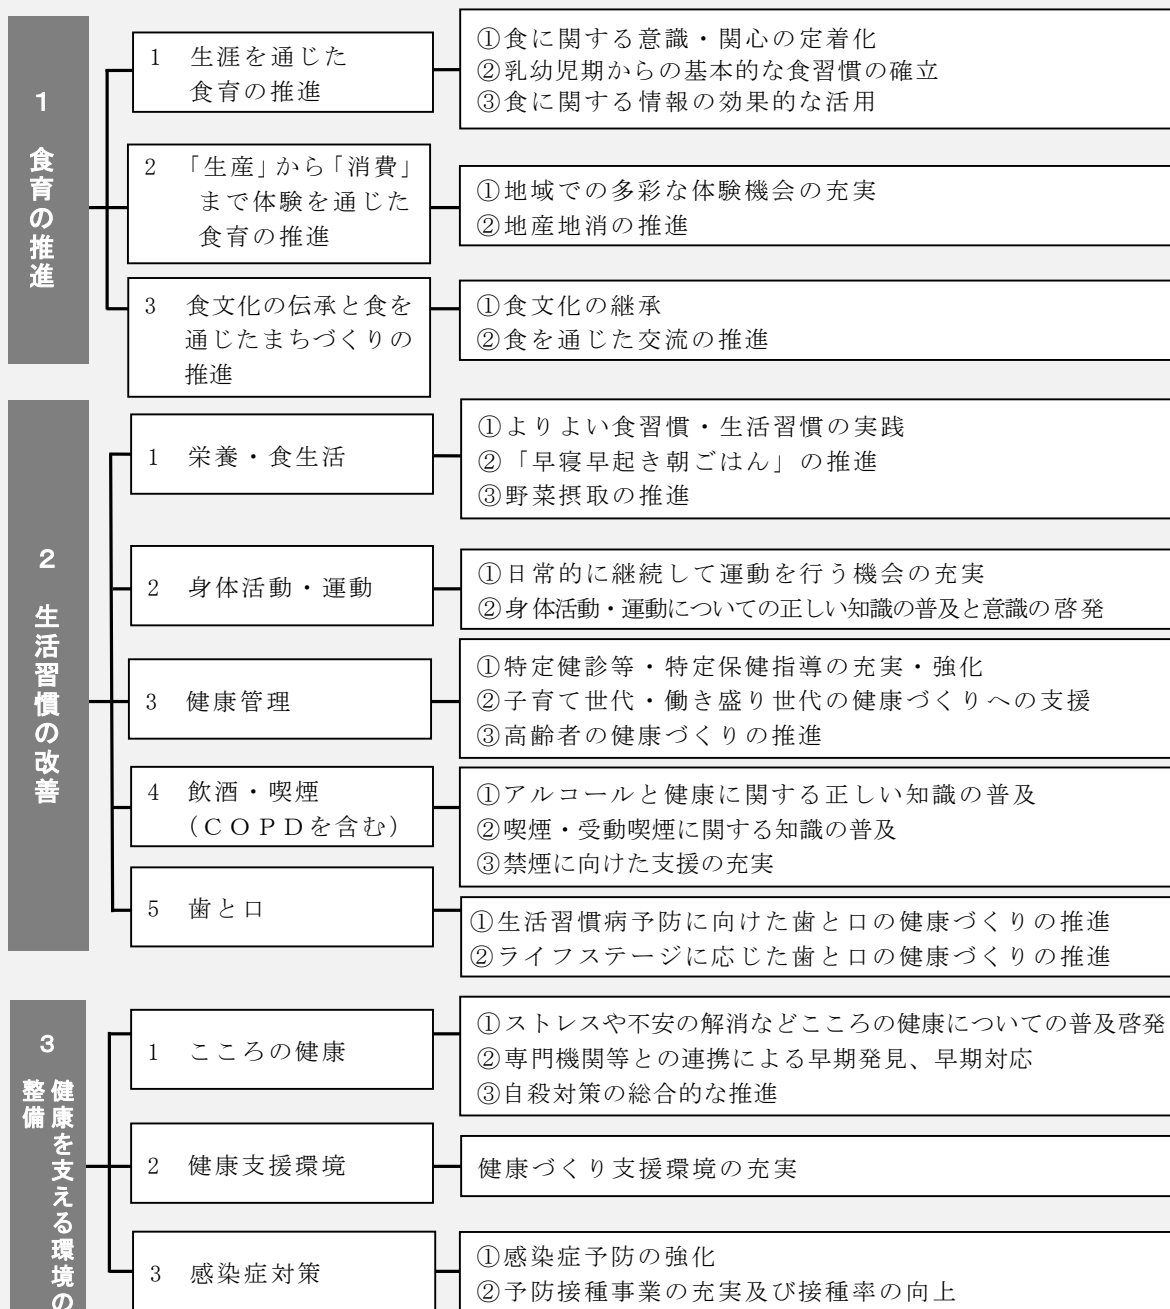 1 食育の推進
1 生涯を通じた
食育の推進
①食に関する意識・関心の定着化
②乳幼児期からの基本的な食習慣の確立
③食に関する情報の効果的な活用
2 「生産」から「消費」
まで体験を通じた
食育の推進
①地域での多彩な体験機会の充実
②地産地消の推進
3 食文化の伝承と食を
通じたまちづくりの
推進
①食文化の継承
②食を通じた交流の推進
2 生活習慣の改善
1 栄養・食生活
①よりよい食習慣・生活習慣の実践
②「早寝早起き朝ごはん」の推進
③野菜摂取の推進
2 身体活動・運動
①日常的に継続して運動を行う機会の充実
②身体活動・運動についての正しい知識の普及と意識の啓発
3 健康管理
①特定健診等・特定保健指導の充実・強化
②子育て世代・働き盛り世代の健康づくりへの支援
③高齢者の健康づくりの推進
4 飲酒・喫煙
(COPDを含む)
①アルコールと健康に関する正しい知識の普及
②喫煙・受動喫煙に関する知識の普及
③禁煙に向けた支援の充実
5 歯と口
①生活習慣病予防に向けた歯と口の健康づくりの推進
②ライフステージに応じた歯と口の健康づくりの推進
3
健康を支える環境の
整備
1 こころの健康
①ストレスや不安の解消などこころの健康についての普及啓発
②専門機関等との連携による早期発見、早期対応
③自殺対策の総合的な推進
2 健康支援環境
健康づくり支援環境の充実
3 感染症対策
①感染症予防の強化
②予防接種事業の充実及び接種率の向上